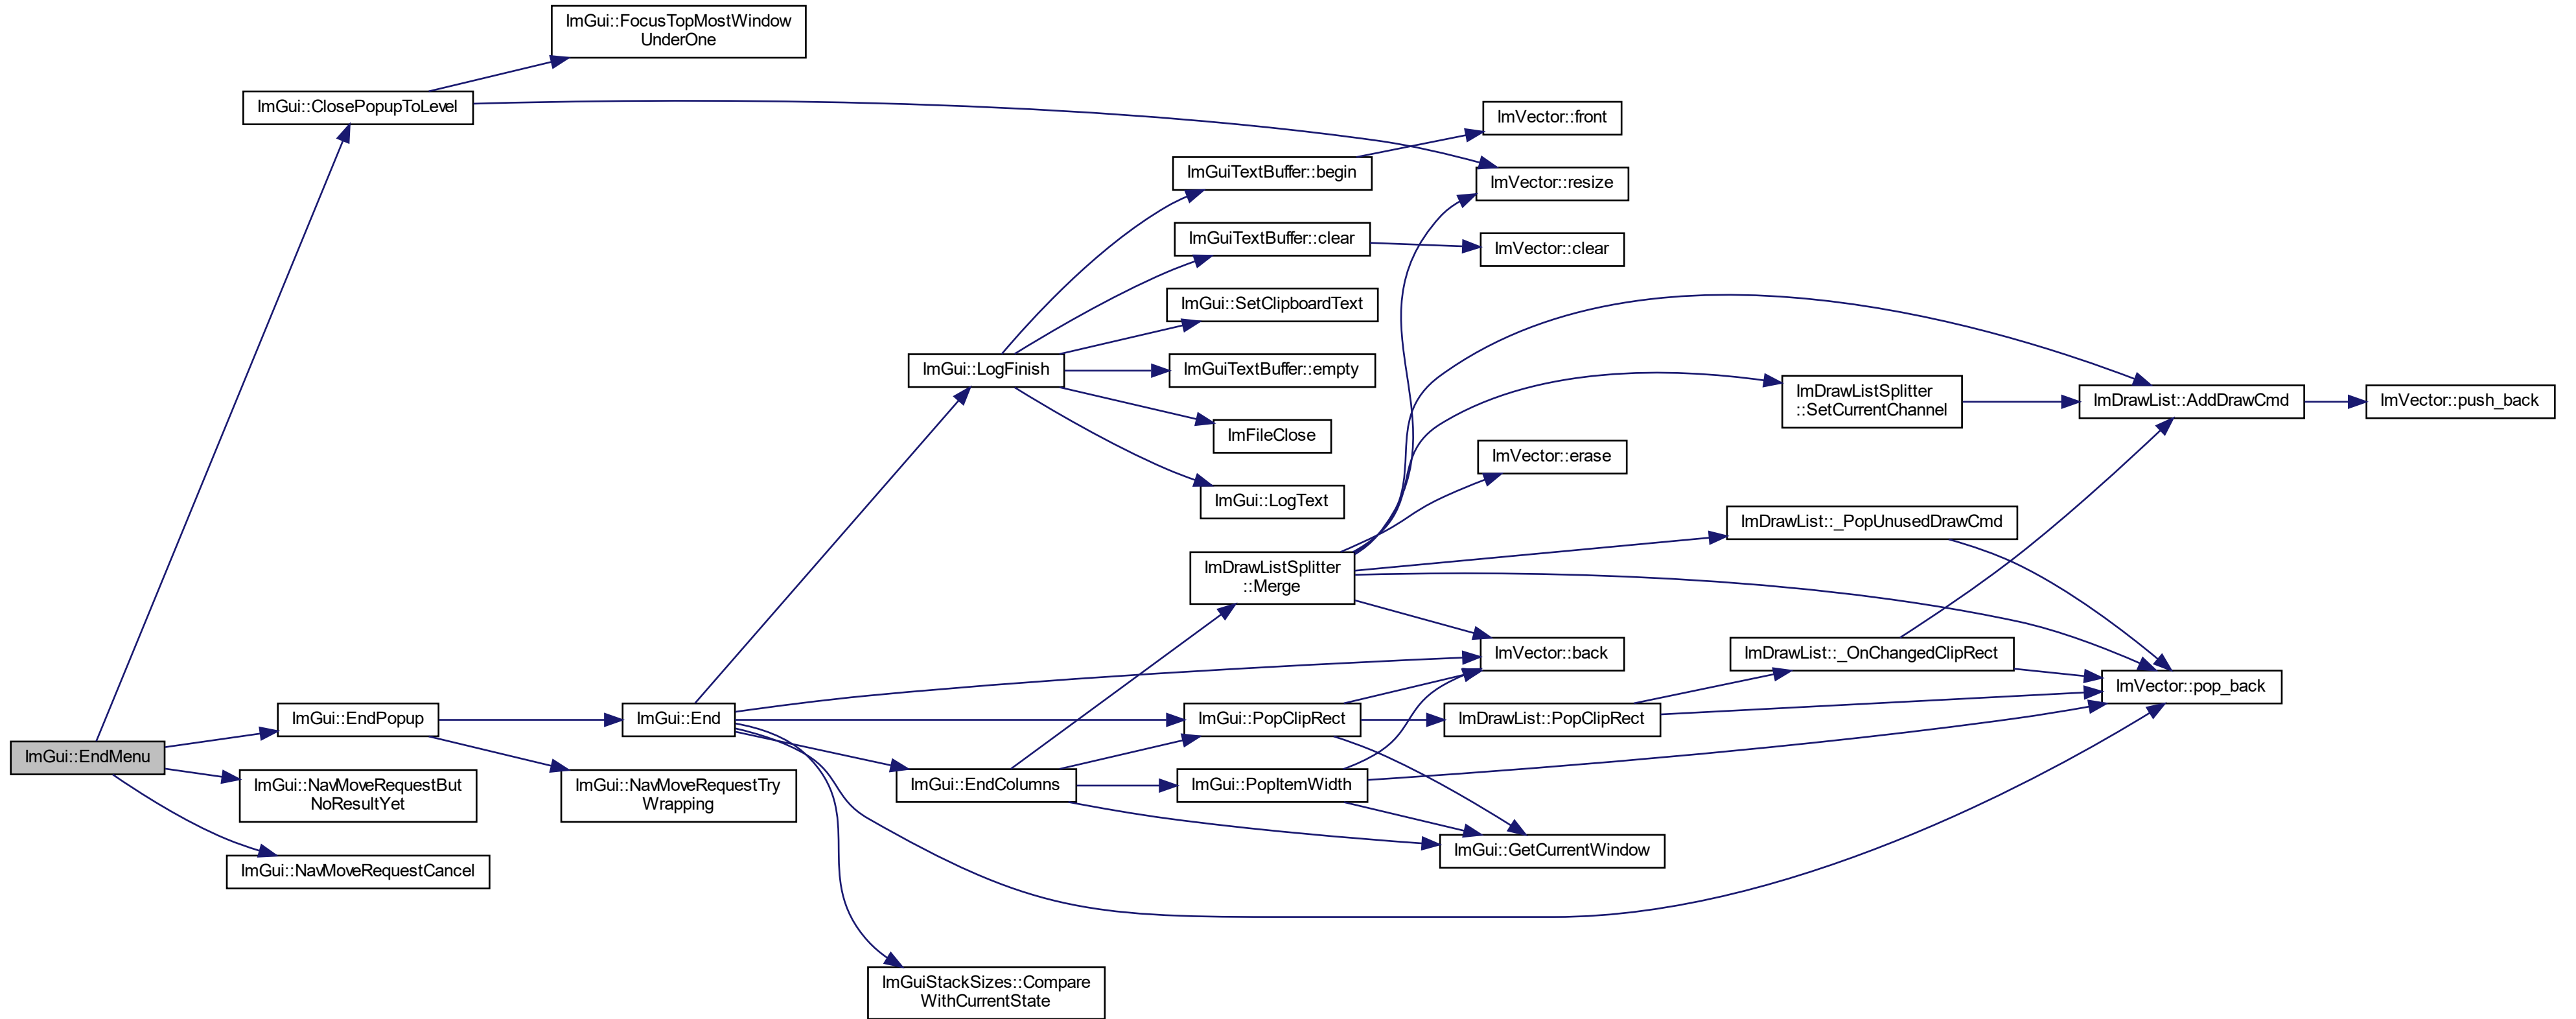 ImGui::FocusTopMostWindow
UnderOne
ImGui::ClosePopupToLevel
ImVector::front
ImGuiTextBuffer::begin
ImVector::resize
ImGuiTextBuffer::clear
ImVector::clear
ImGui::SetClipboardText
ImGui::LogFinish
ImGuiTextBuffer::empty
ImDrawListSplitter
::SetCurrentChannel
ImDrawList::AddDrawCmd
ImVector::push_back
ImFileClose
ImVector::erase
ImGui::LogText
ImDrawList::_PopUnusedDrawCmd
ImDrawListSplitter
::Merge
ImVector::back
ImDrawList::_OnChangedClipRect
ImVector::pop_back
ImGui::EndPopup
ImGui::End
ImGui::PopClipRect
ImDrawList::PopClipRect
ImGui::EndMenu
ImGui::NavMoveRequestBut
NoResultYet
ImGui::NavMoveRequestTry
Wrapping
ImGui::EndColumns
ImGui::PopItemWidth
ImGui::GetCurrentWindow
ImGui::NavMoveRequestCancel
ImGuiStackSizes::Compare
WithCurrentState